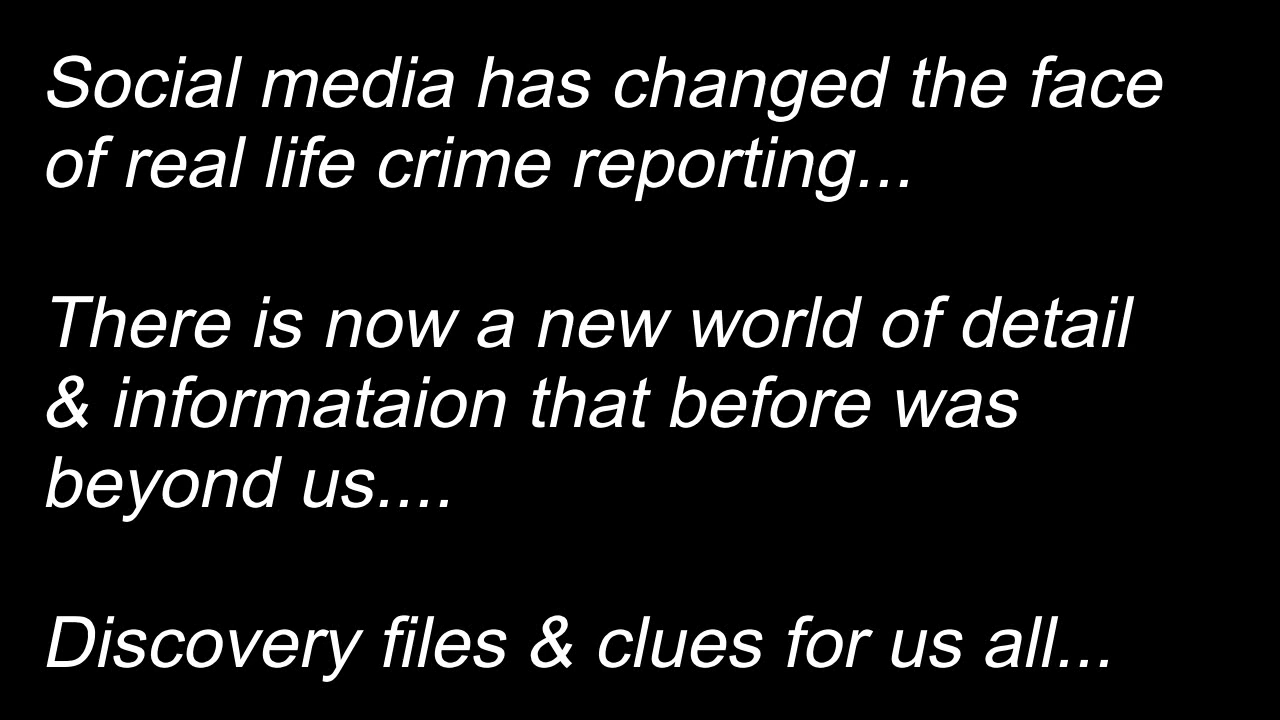 Social media has changed the face
of real life crime reporting...
There is now a new world of detail
& informataion that before was
beyond us....
Discovery files & clues for us all...